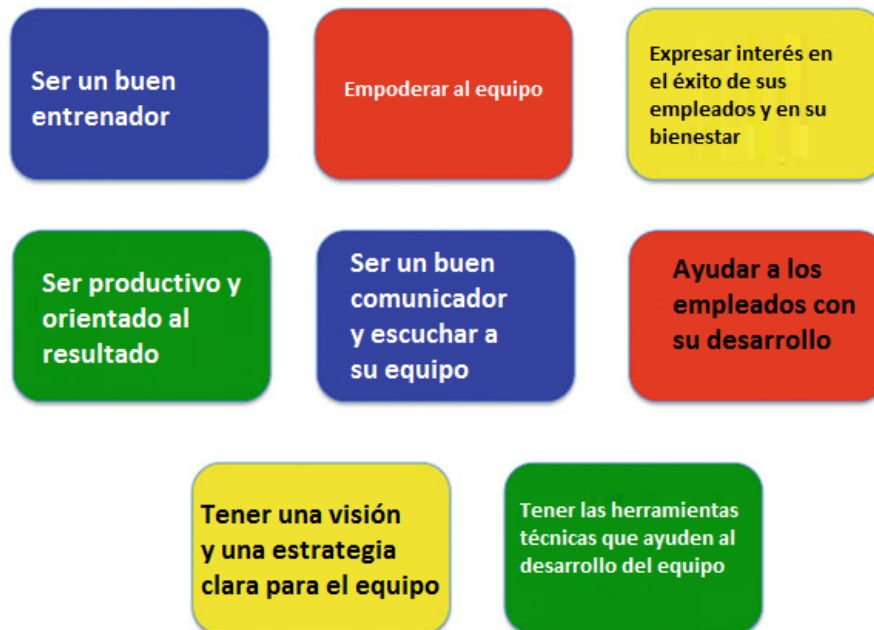 Ser un buen
entrenador
Empoderar al equipo
Expresar interés en
el éxito de sus
empleados y en su
bienestar
Ser productivo y
orientado al
resultado
Ser un buen
comunicador
y escuchar a
su equipo
Ayudar a los
empleados con
su desarrollo
Tener una visión
y una estrategia
clara para el equipo
Tener las herramientas
técnicas que ayuden al
desarrollo del equipo